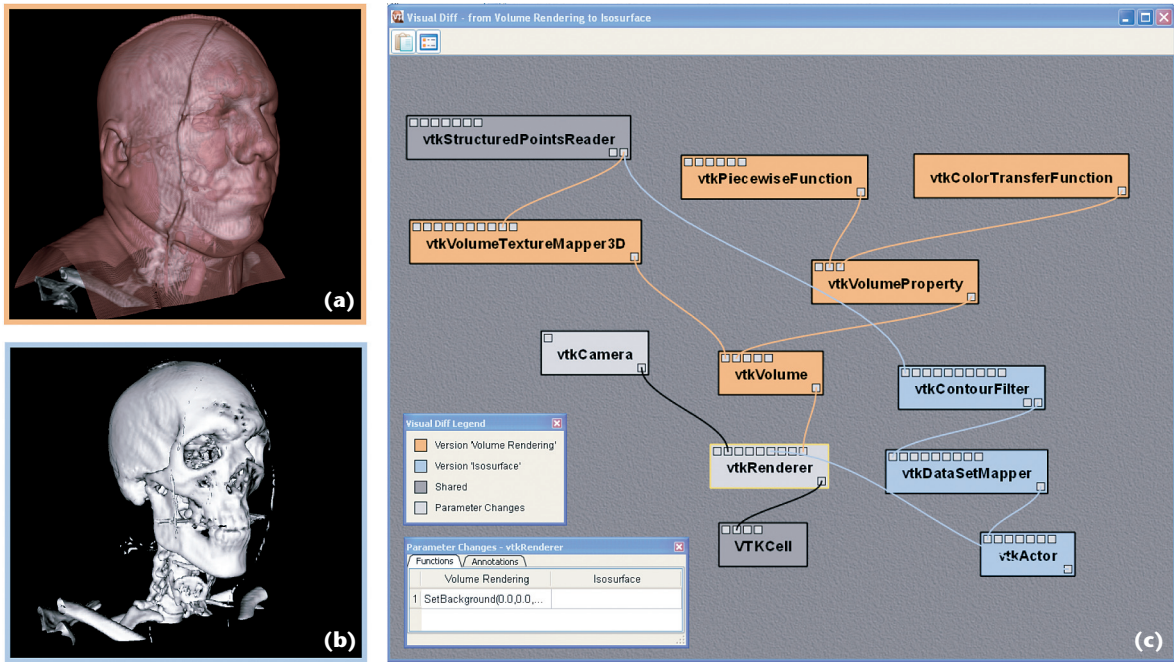 (a)
(b)
Visual Diff - from Volume Rendering to Isosurface
vtkStructuredPointsReader
vtkPiecewiseFunction
vtkColorTransferFunction
vtkVolumeTextureMapper3D
vtkVolumeProperty
vtkCamera
vtkVolume
vtkContourFilter
vtkRenderer
vtkDataSetMapper
VTKCell
vtkActor
Visual Diff Legend
Version 'Volume Rendering'
Version 'Isosurface'
Shared
Parameter Changes
Parameter Changes - vtkRenderer
Functions Annotations
Volume Rendering Isosurface
1 SetBackground(0.0,0.0,...
(c)